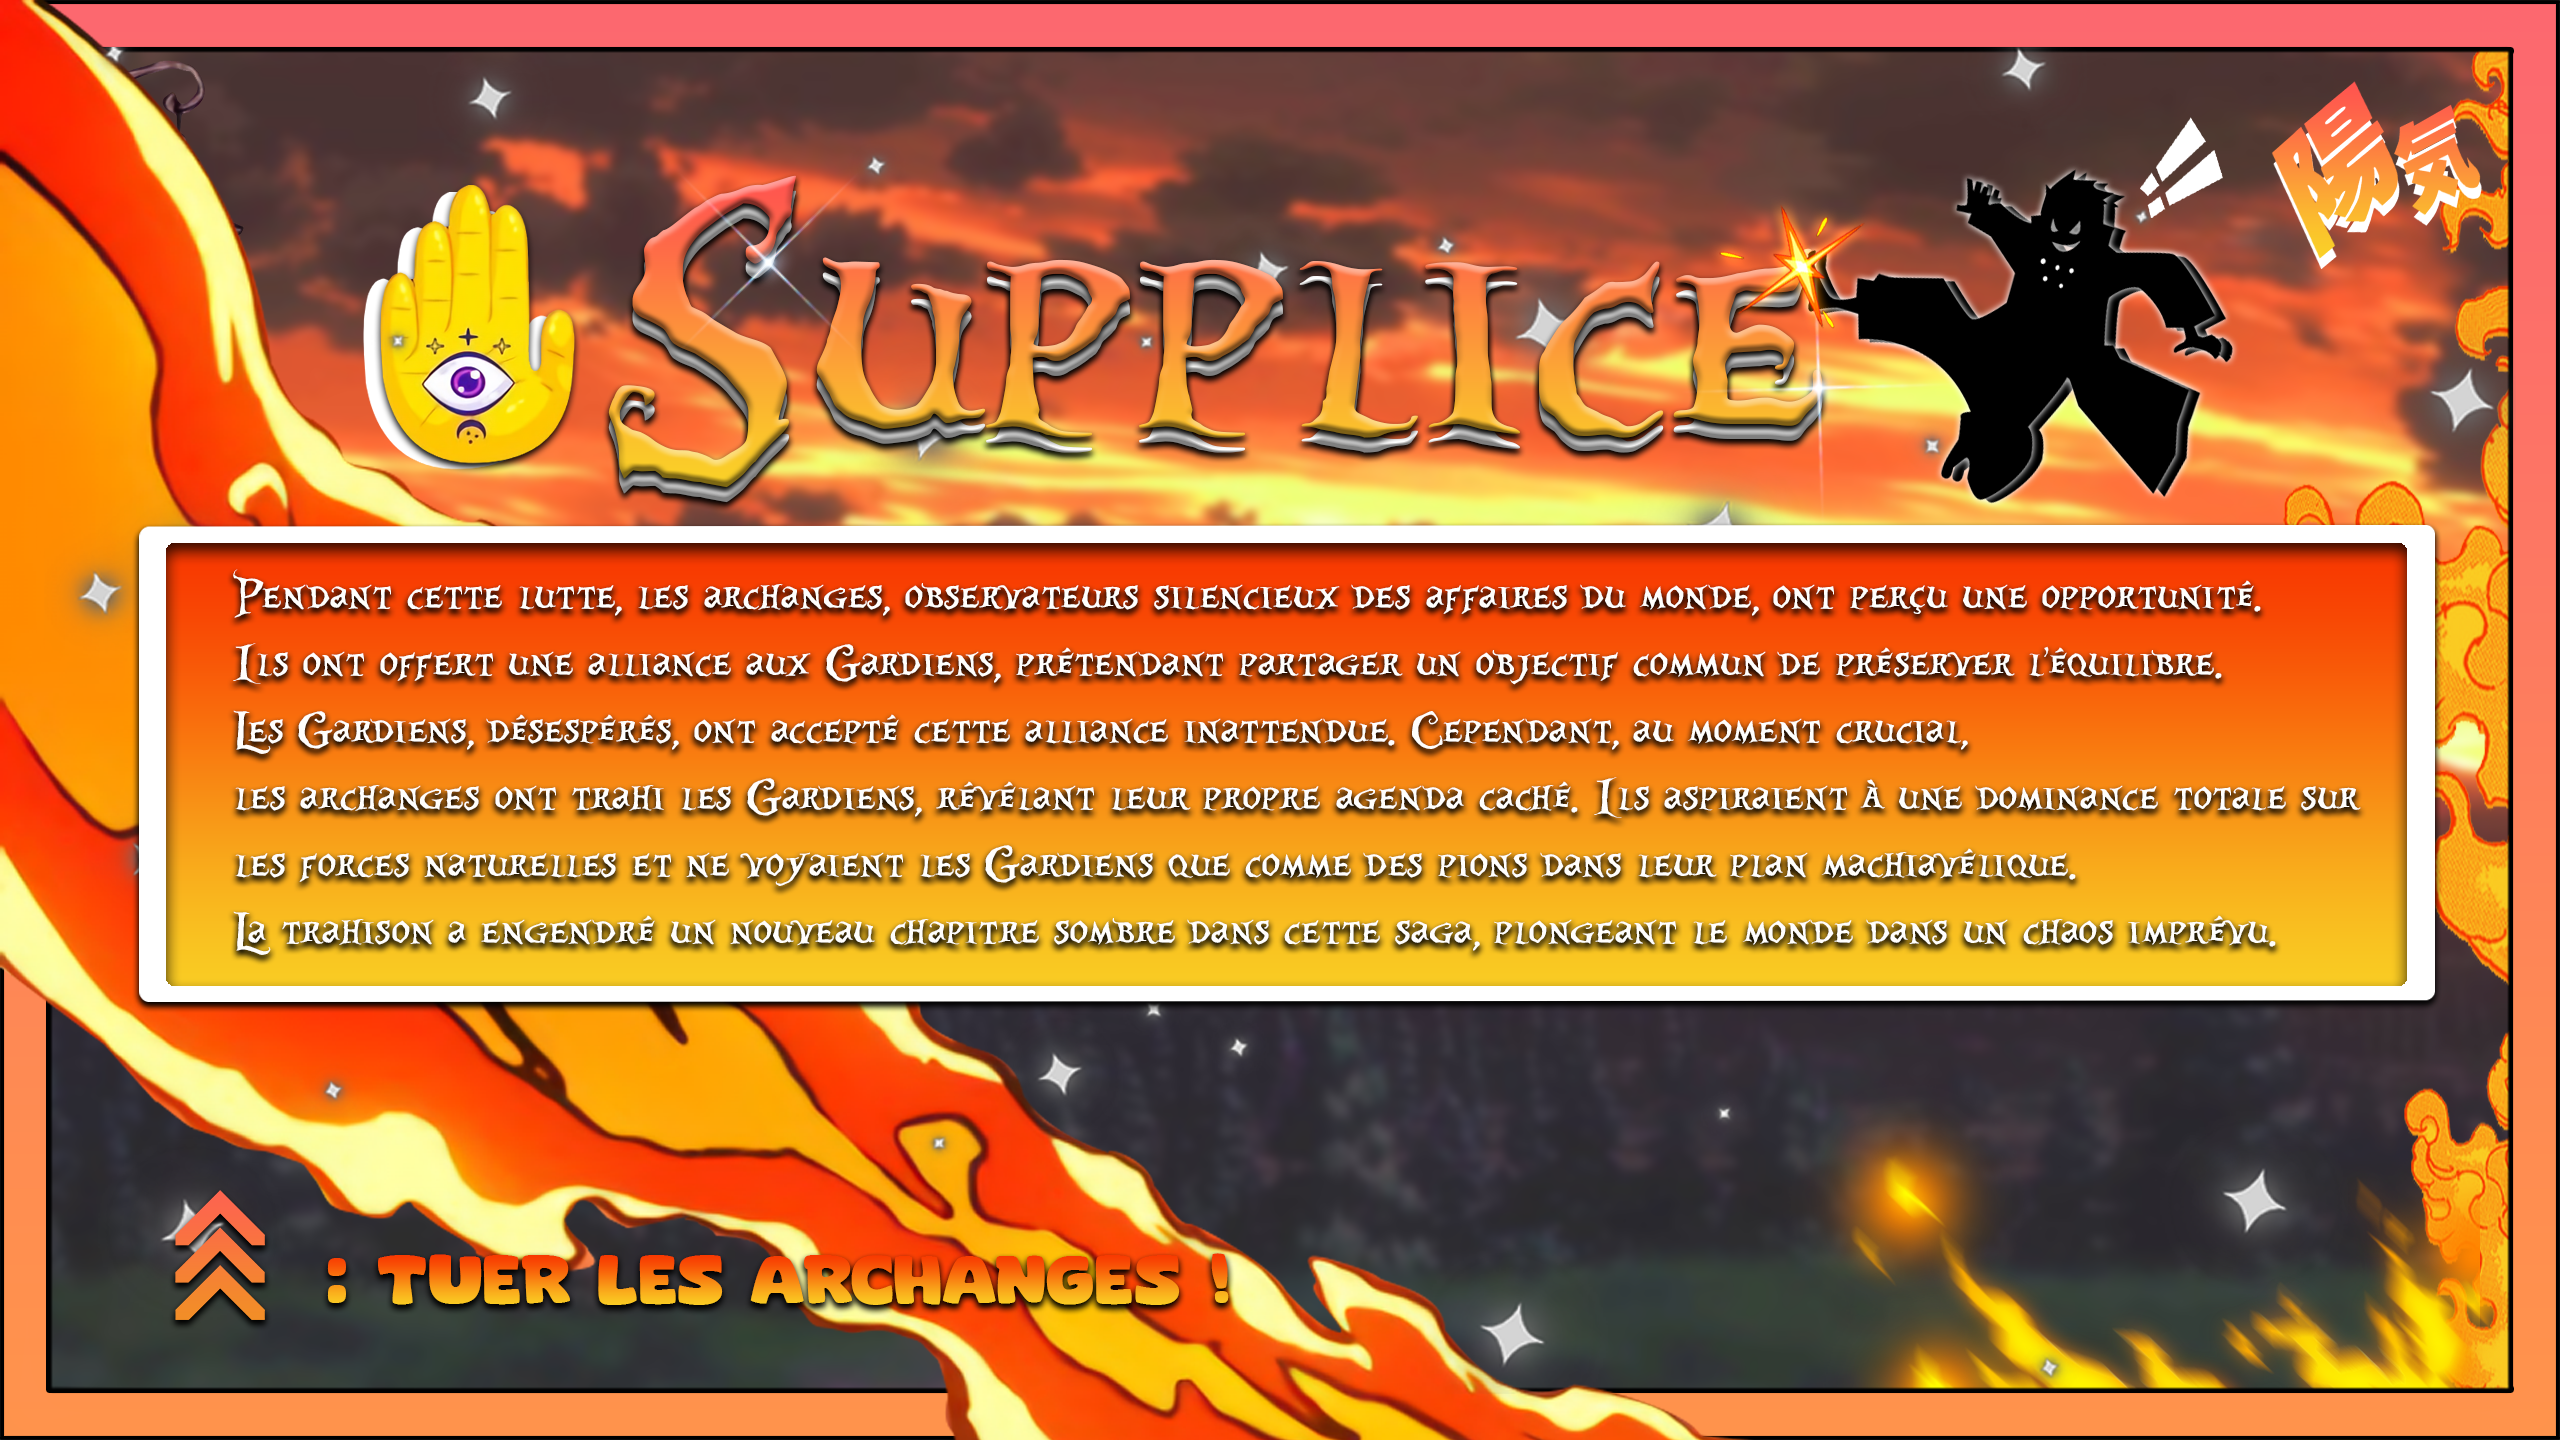 Supplice
陽気
Pendant cette lutte, les archanges, observateurs silencieux des affaires du monde, ont perçu une opportunité.
Ils ont offert une alliance aux Gardiens, prétendant partager un objectif commun de préserver l'équilibre.
Les Gardiens, désespérés, ont accepté cette alliance inattendue. Cependant, au moment crucial,
les archanges ont trahi les Gardiens, révélant leur propre agenda caché. Ils aspiraient à une dominance totale sur
les forces naturelles et ne voyaient les Gardiens que comme des pions dans leur plan machiavélique.
La trahison a engendré un nouveau chapitre sombre dans cette saga, plongeant le monde dans un chaos imprévu.
: TUER LES ARCHANGES !